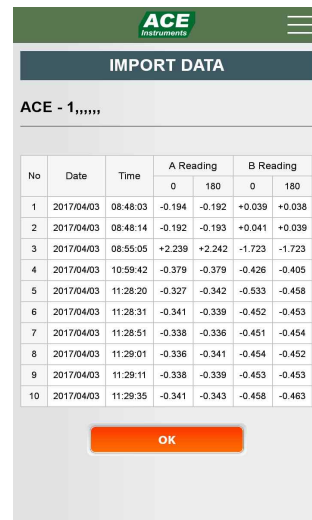 ACE
Instruments
IMPORT DATA
ACE - 1,,,,,,
No Date Time A Reading B Reading
0 180 0 180
1 2017/04/03 08:48:03 -0.194 -0.192 +0.039 +0.038
2 2017/04/03 08:48:14 -0.192 -0.193 +0.041 +0.039
3 2017/04/03 08:55:05 +2.239 +2.242 -1.723 -1.723
4 2017/04/03 10:59:42 -0.379 -0.379 -0.426 -0.405
5 2017/04/03 11:28:20 -0.327 -0.342 -0.533 -0.458
6 2017/04/03 11:28:31 -0.341 -0.339 -0.452 -0.453
7 2017/04/03 11:28:51 -0.338 -0.336 -0.451 -0.454
8 2017/04/03 11:29:01 -0.336 -0.341 -0.454 -0.452
9 2017/04/03 11:29:11 -0.338 -0.339 -0.453 -0.453
10 2017/04/03 11:29:35 -0.341 -0.343 -0.458 -0.463
OK